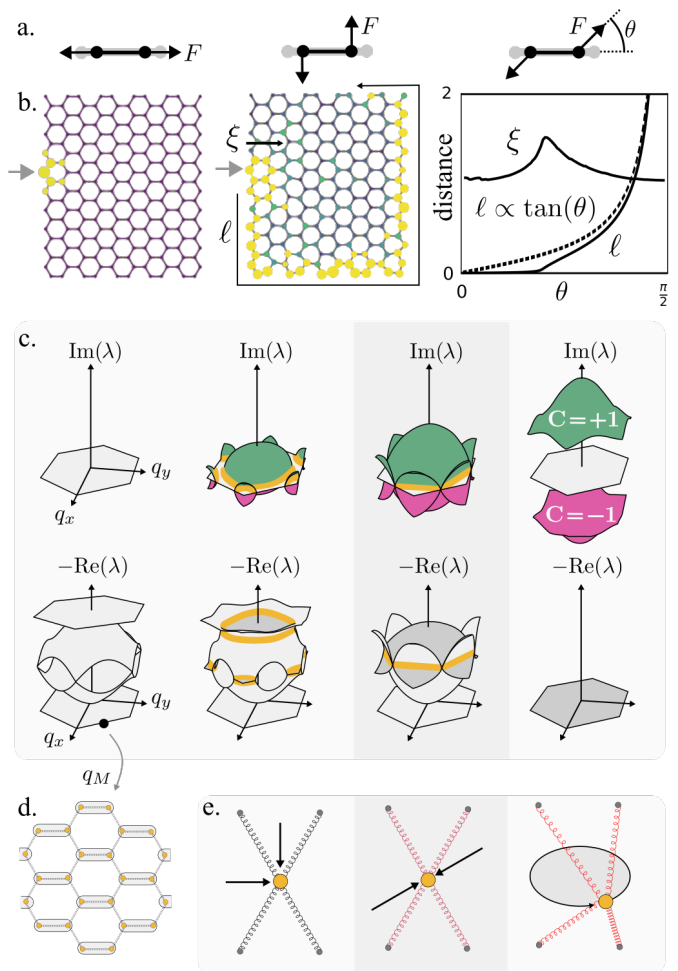 a.
F
F
F
θ
b.
ξ
ℓ
2
distance
0
ξ
ℓ ∝ tan(θ)
ℓ
0
θ
π/2
c.
Im(λ)
Im(λ)
Im(λ)
Im(λ)
q_y
q_x
C=+1
C=−1
−Re(λ)
−Re(λ)
−Re(λ)
−Re(λ)
q_y
q_x
q_M
d.
e.